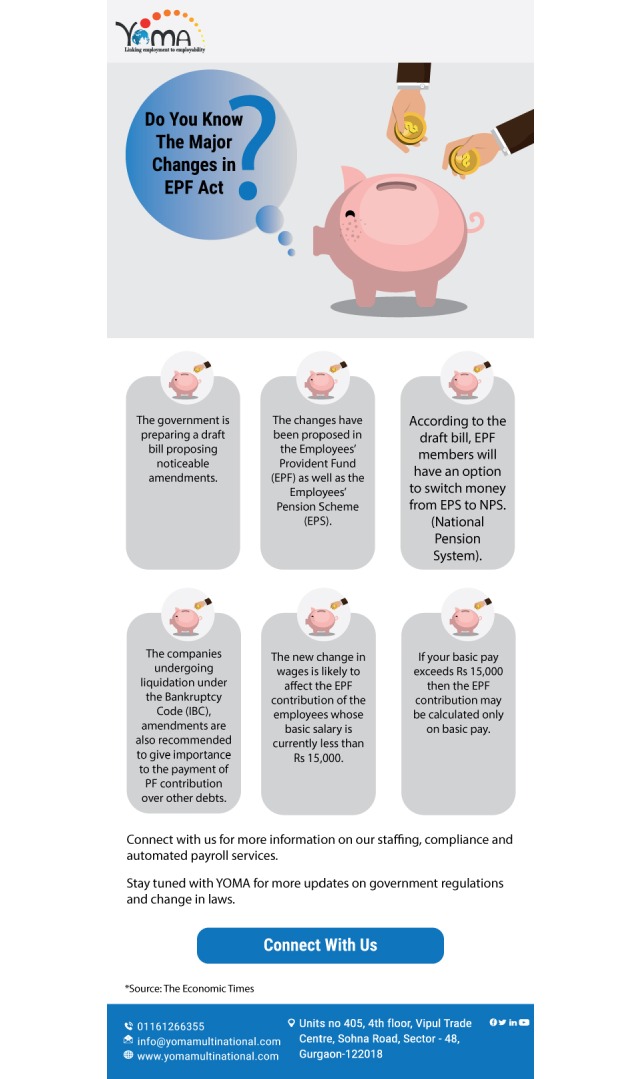 YOMA
Linking employment to employability
Do You Know
The Major
Changes in
EPF Act
?
The government is
preparing a draft
bill proposing
noticeable
amendments.
The changes have
been proposed in
the Employees’
Provident Fund
(EPF) as well as the
Employees’
Pension Scheme
(EPS).
According to the
draft bill, EPF
members will
have an option
to switch money
from EPS to NPS.
(National
Pension
System).
The companies
undergoing
liquidation under
the Bankruptcy
Code (IBC),
amendments are
also recommended
to give importance
to the payment of
PF contribution
over other debts.
The new change in
wages is likely to
affect the EPF
contribution of the
employees whose
basic salary is
currently less than
Rs 15,000.
If your basic pay
exceeds Rs 15,000
then the EPF
contribution may
be calculated only
on basic pay.
Connect with us for more information on our staffing, compliance and
automated payroll services.
Stay tuned with YOMA for more updates on government regulations
and change in laws.
Connect With Us
*Source: The Economic Times
01161266355
info@yomamultinational.com
www.yomamultinational.com
Units no 405, 4th floor, Vipul Trade
Centre, Sohna Road, Sector - 48,
Gurgaon-122018